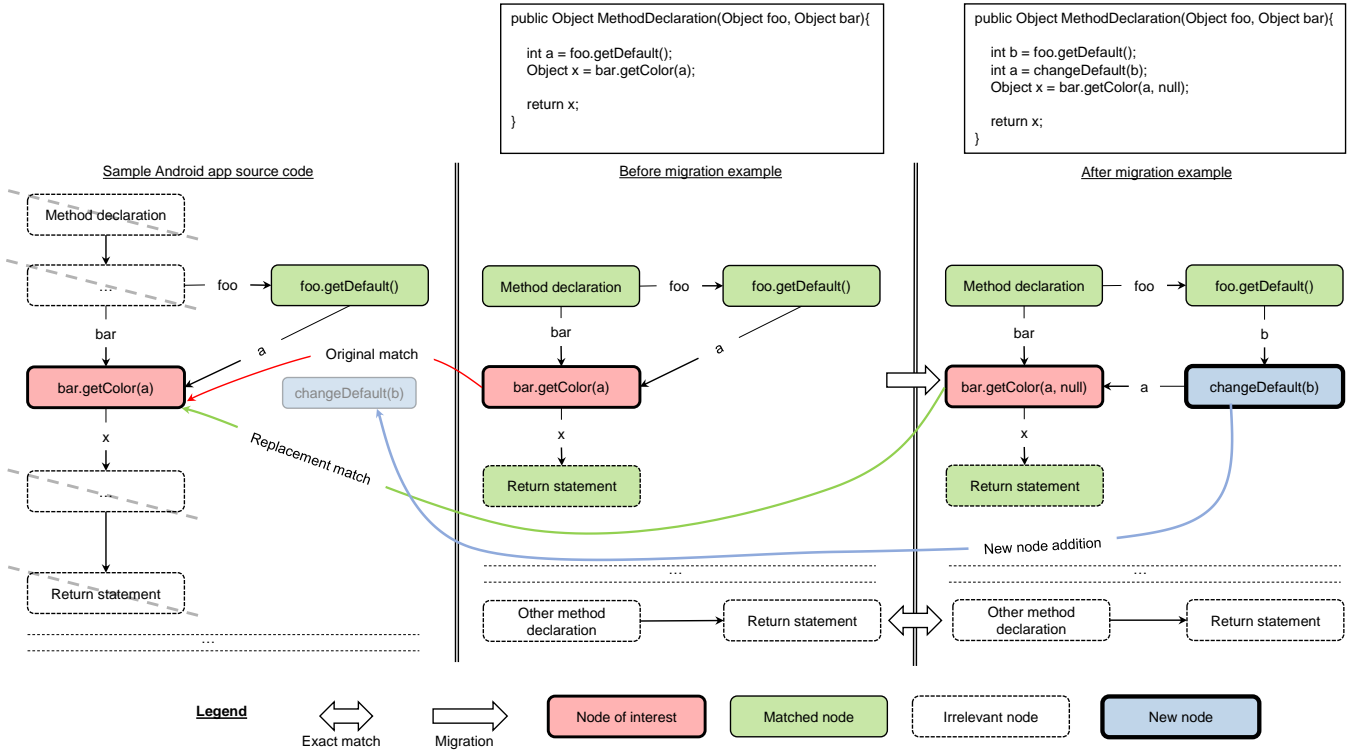 public Object MethodDeclaration(Object foo, Object bar){
int a = foo.getDefault();
Object x = bar.getColor(a);
return x;
}
public Object MethodDeclaration(Object foo, Object bar){
int b = foo.getDefault();
int a = changeDefault(b);
Object x = bar.getColor(a, null);
return x;
}
Sample Android app source code
Method declaration
...
foo
foo.getDefault()
bar
a
bar.getColor(a)
changeDefault(b)
x
...
Return statement
...
Original match
Replacement match
New node addition
Before migration example
Method declaration
foo
foo.getDefault()
bar
a
bar.getColor(a)
x
Return statement
...
Other method
declaration
Return statement
After migration example
Method declaration
foo
foo.getDefault()
bar
b
bar.getColor(a, null)
a
changeDefault(b)
x
Return statement
...
Other method
declaration
Return statement
Legend
Exact match
Migration
Node of interest
Matched node
Irrelevant node
New node